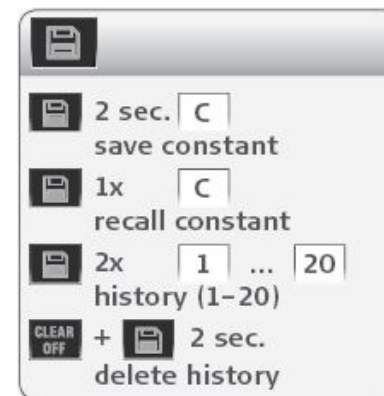 2 sec. C
save constant
1x C
recall constant
2x 1 ... 20
history (1-20)
CLEAR OFF + 2 sec.
delete history